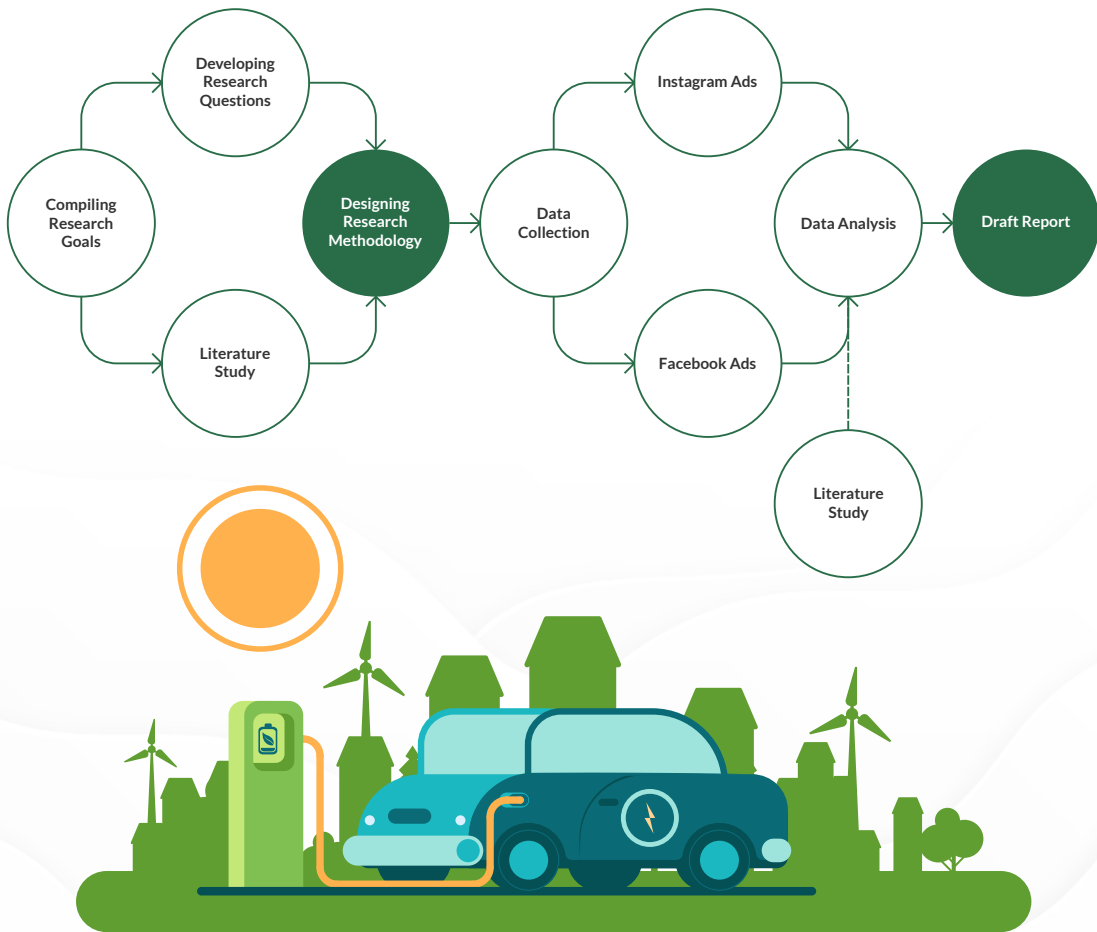 Developing
Research
Questions
Instagram Ads
Compiling
Research
Goals
Designing
Research
Methodology
Data
Collection
Data Analysis
Draft Report
Literature
Study
Facebook Ads
Literature
Study